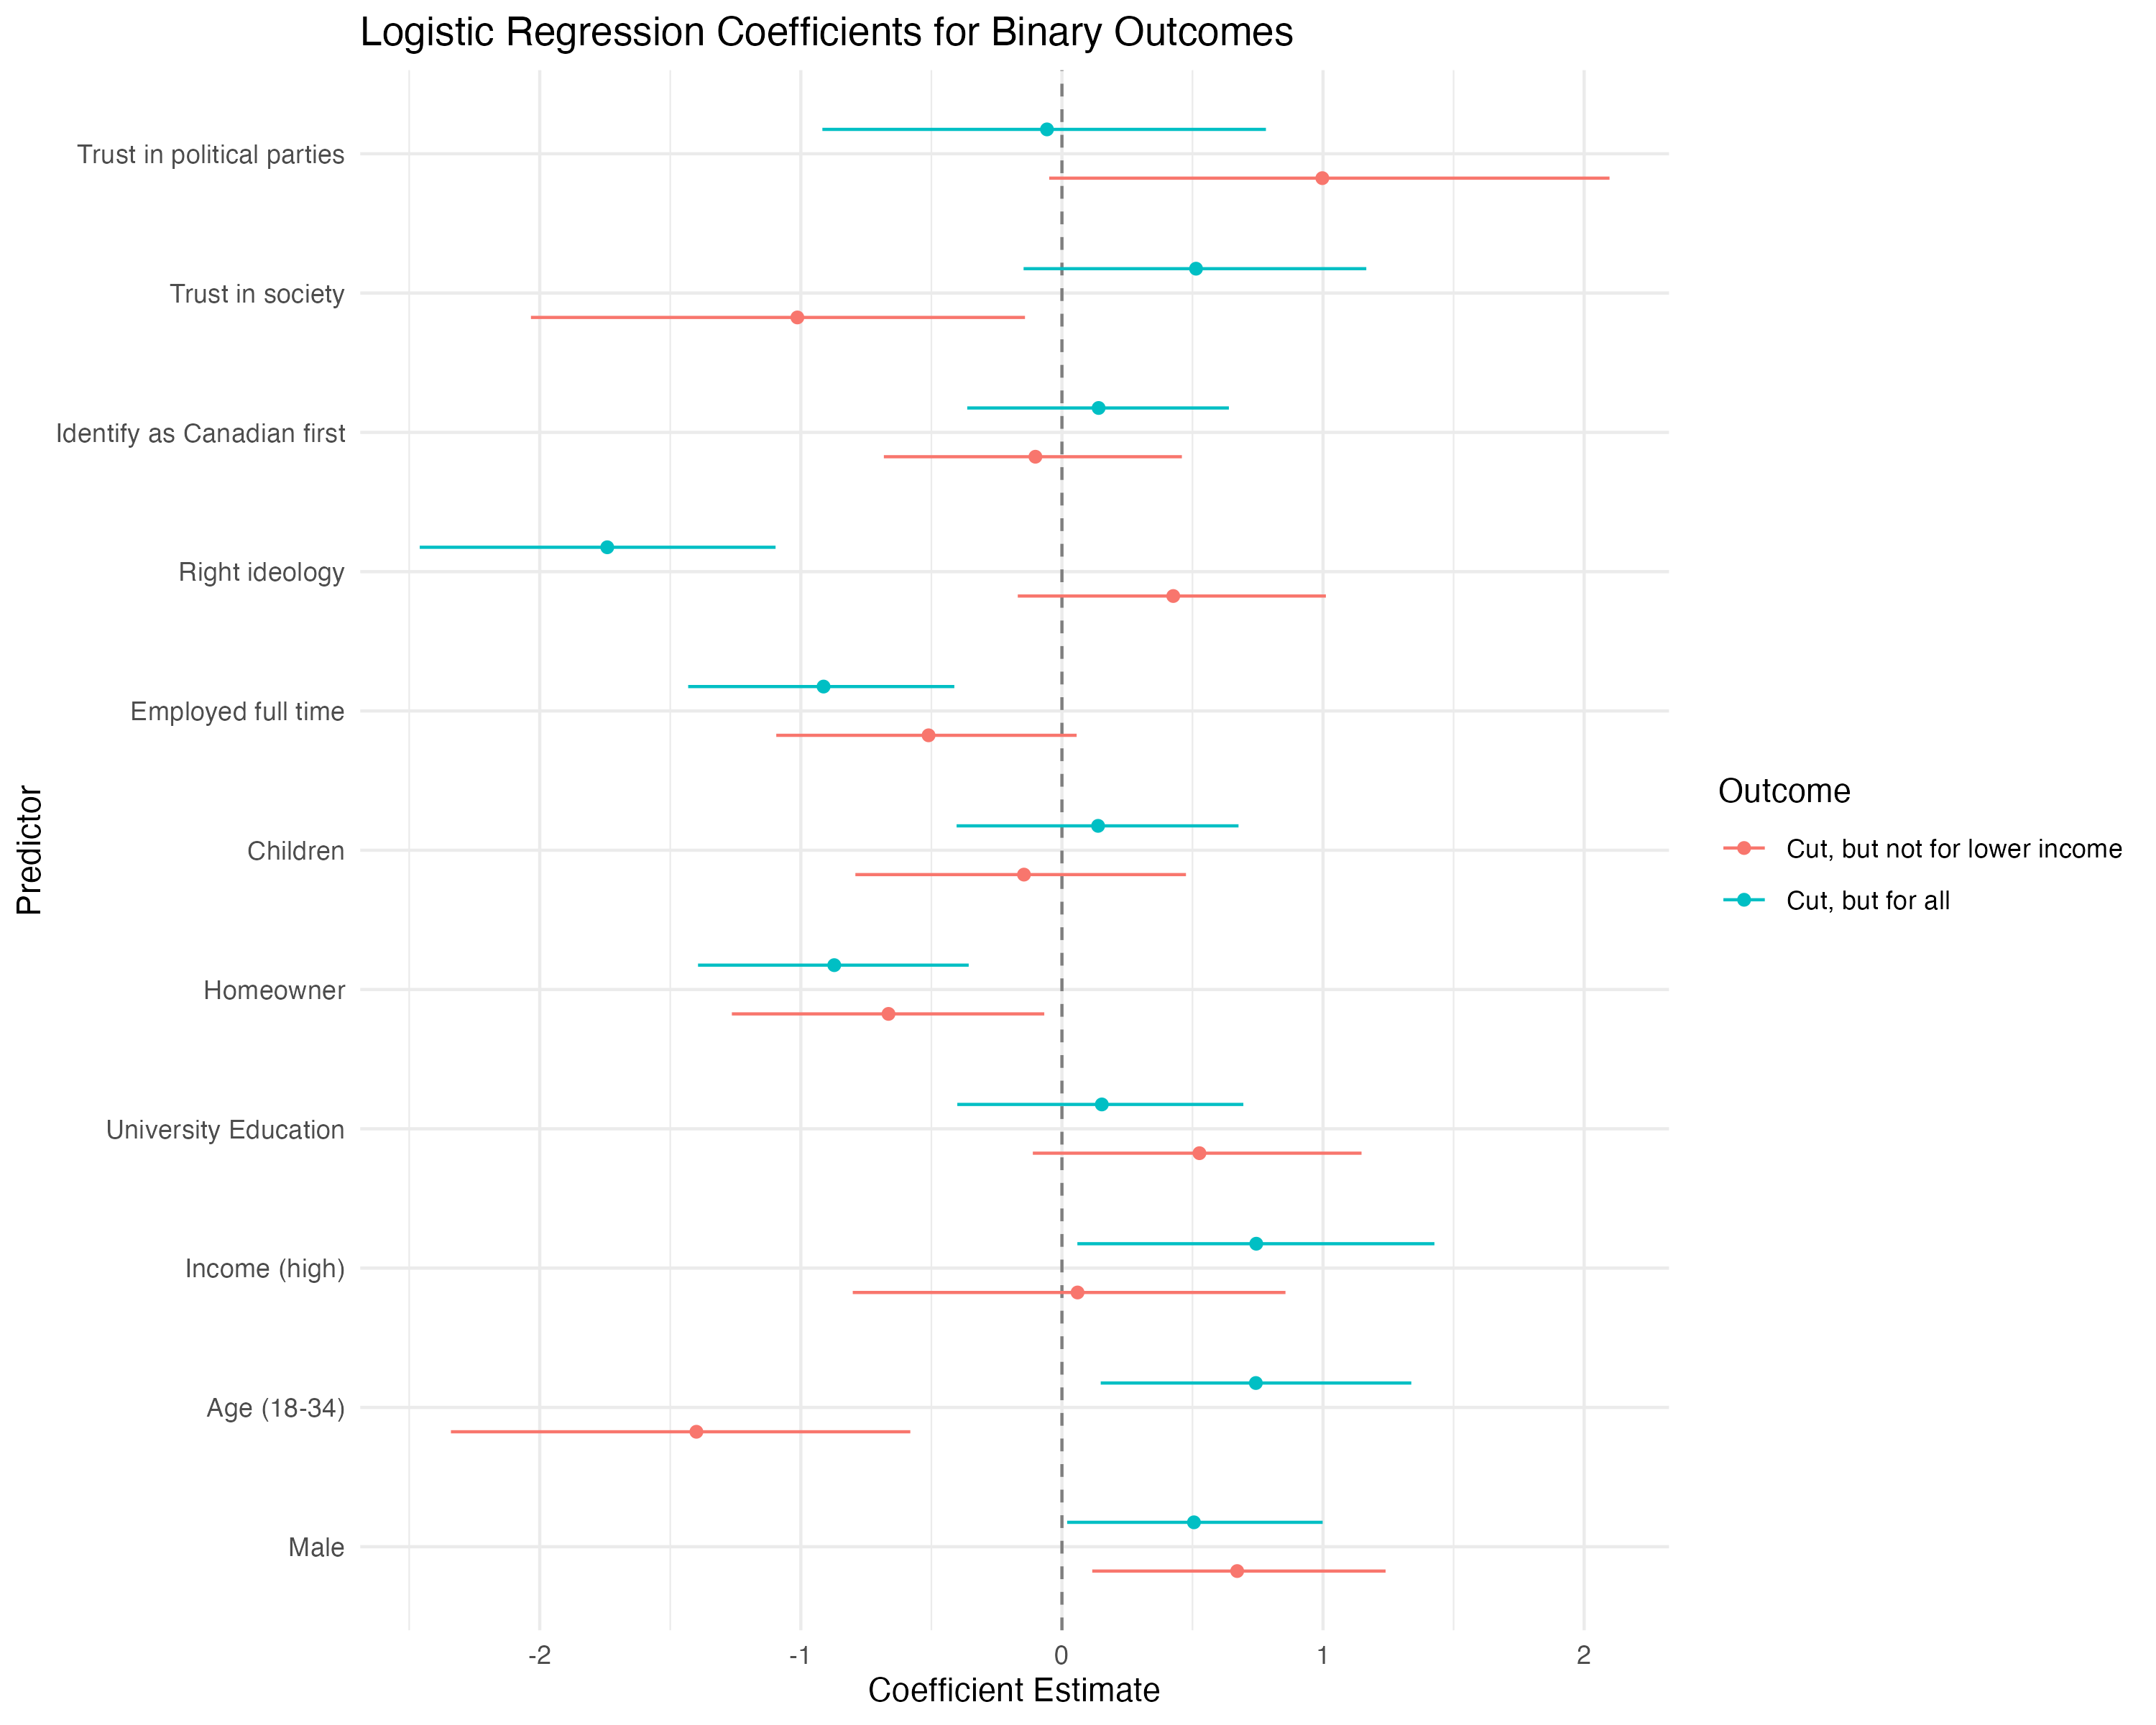 Logistic Regression Coefficients for Binary Outcomes
Predictor
Trust in political parties
Trust in society
Identify as Canadian first
Right ideology
Employed full time
Children
Homeowner
University Education
Income (high)
Age (18-34)
Male
-2 -1 0 1 2
Coefficient Estimate
Outcome
Cut, but not for lower income
Cut, but for all